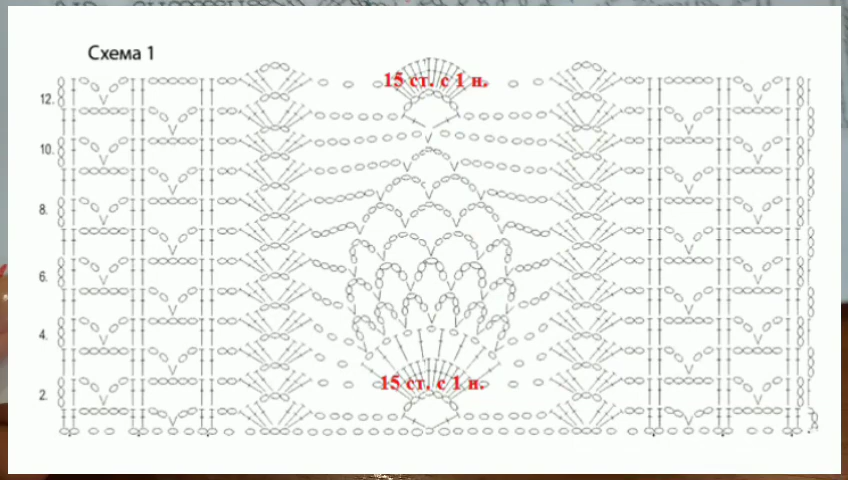 Схема 1
15 ст. с 1 н.
12.
10.
8.
6.
4.
15 ст. с 1 н.
2.